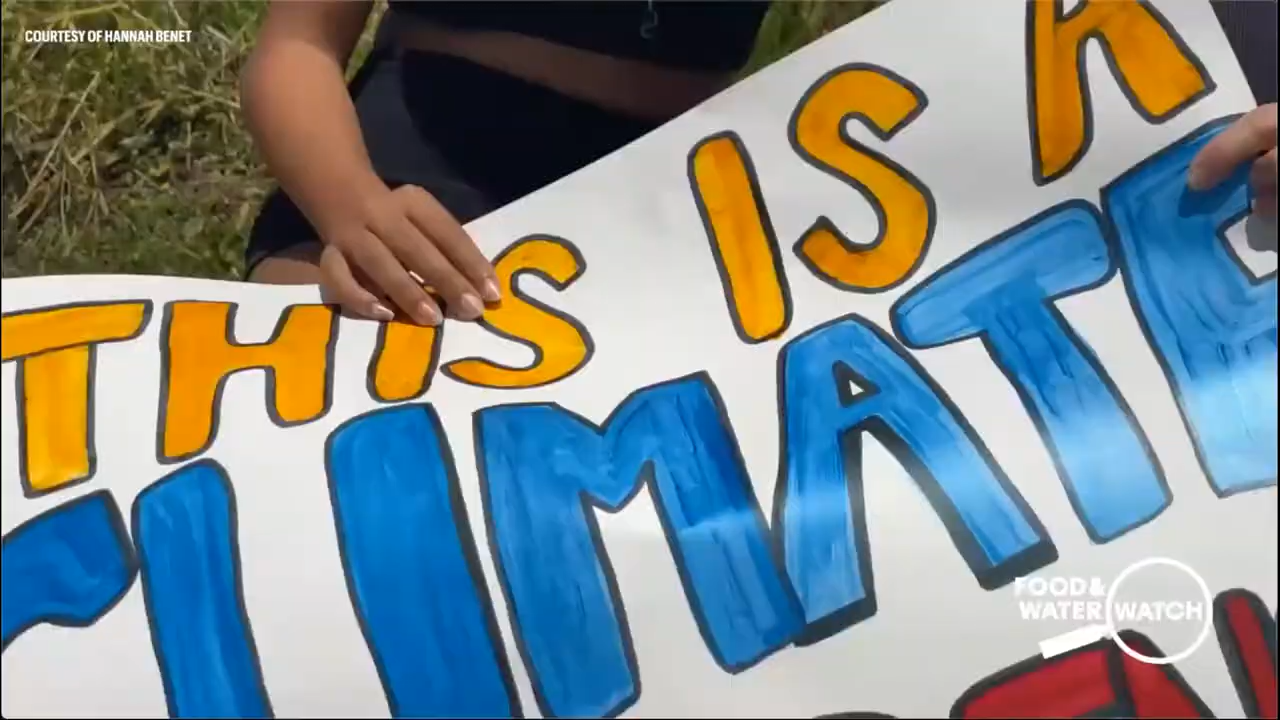 COURTESY OF HANNAH BENET
THIS IS A
CLIMATE
FOOD&
WATER WATCH